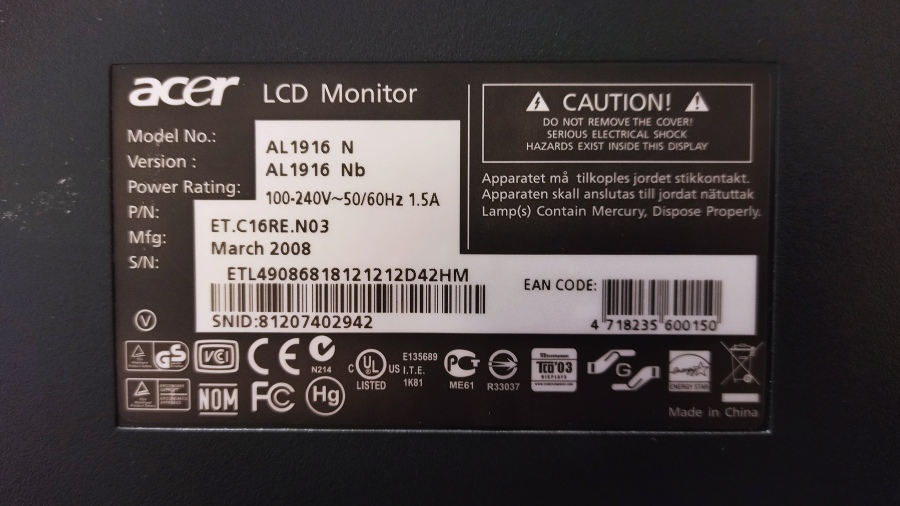 acer LCD Monitor
Model No.: AL1916 N
Version : AL1916 Nb
Power Rating: 100-240V~50/60Hz 1.5A
P/N: ET.C16RE.N03
Mfg: March 2008
S/N: ETL49086818121212D42HM
SNID:81207402942
CAUTION!
DO NOT REMOVE THE COVER!
SERIOUS ELECTRICAL SHOCK
HAZARDS EXIST INSIDE THIS DISPLAY
Apparatet må tilkoples jordet stikkontakt.
Apparaten skall anslutas till jordat nätuttak
Lamp(s) Contain Mercury, Dispose Properly.
EAN CODE:
4 718235 600150
V
GS
VCI
CE
N214
C UL US
LISTED
E135689
I.T.E.
1K81
ME61
R33037
TCO'03
DISPLAYS
G
ENERGY STAR
NOM
FC
Hg
Made in China